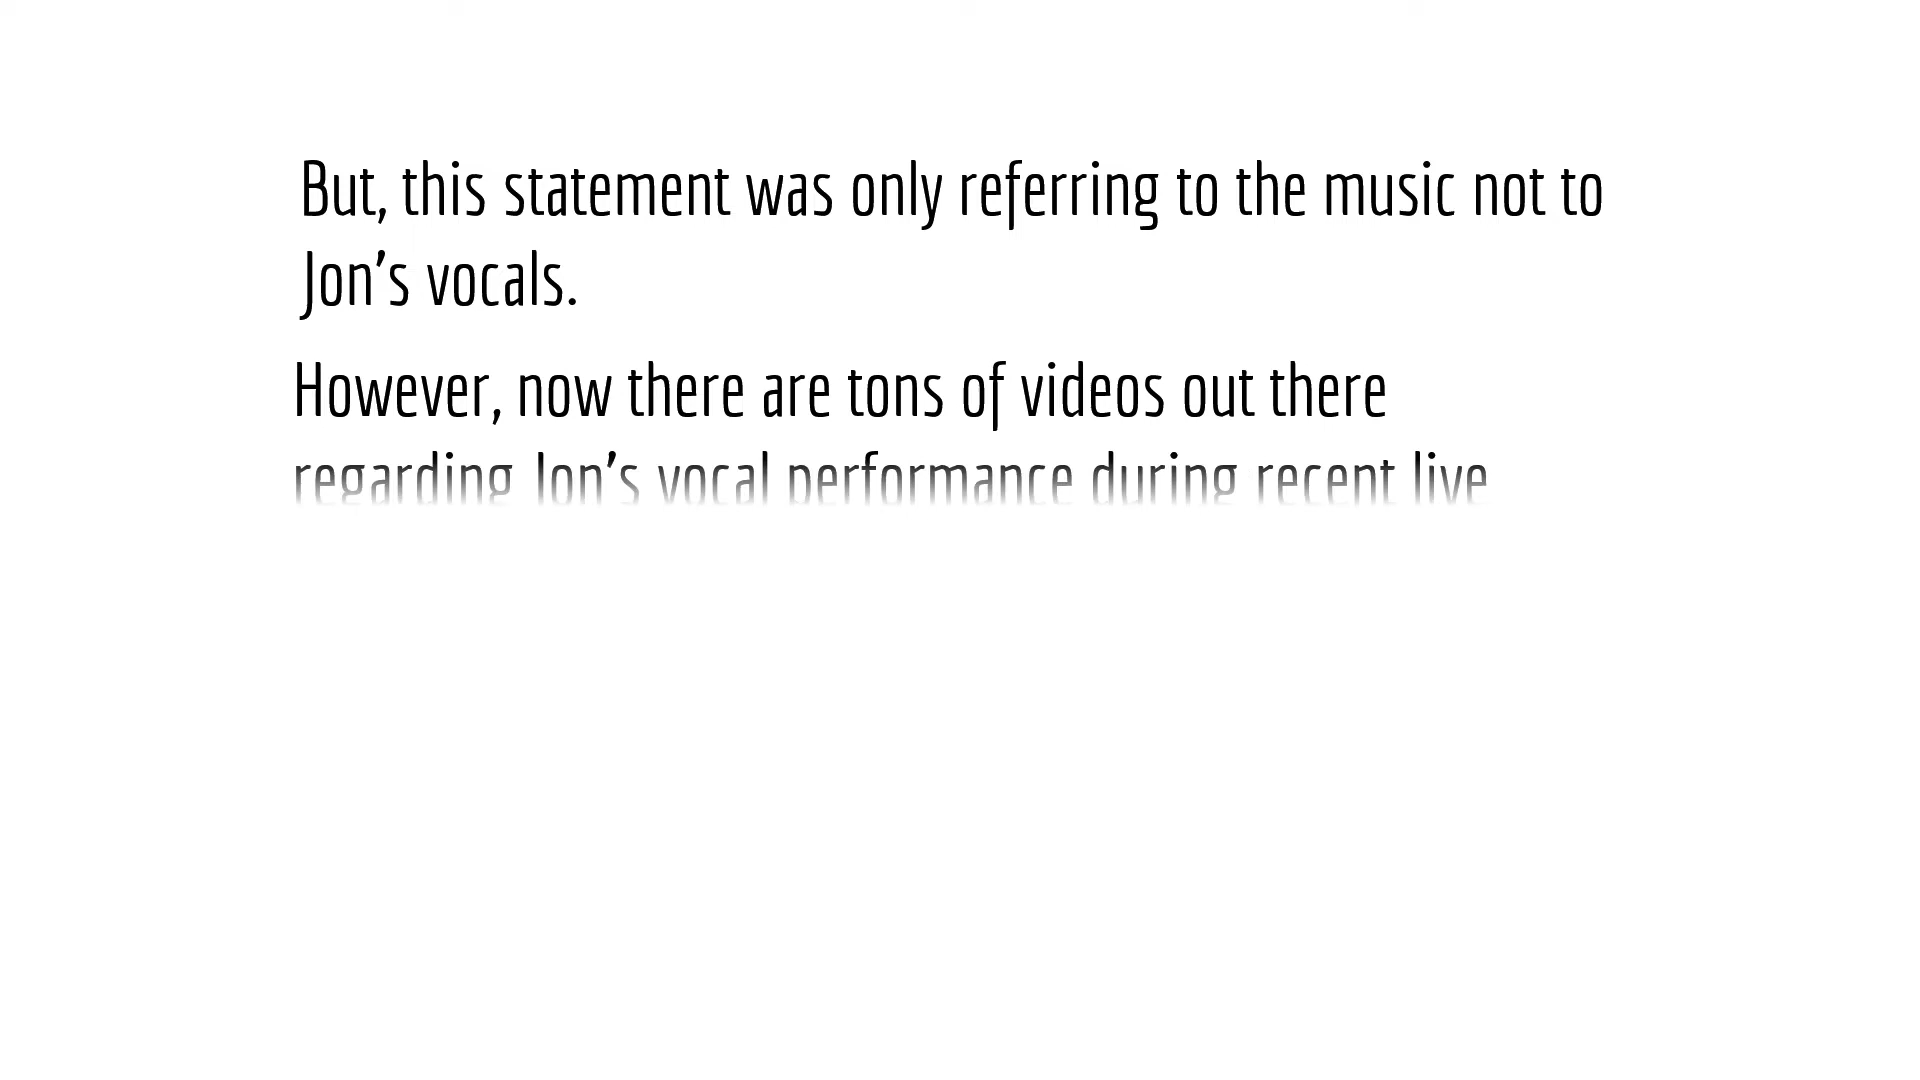 But, this statement was only referring to the music not to
Jon's vocals.
However, now there are tons of videos out there
regarding Jon's vocal performance during recent live